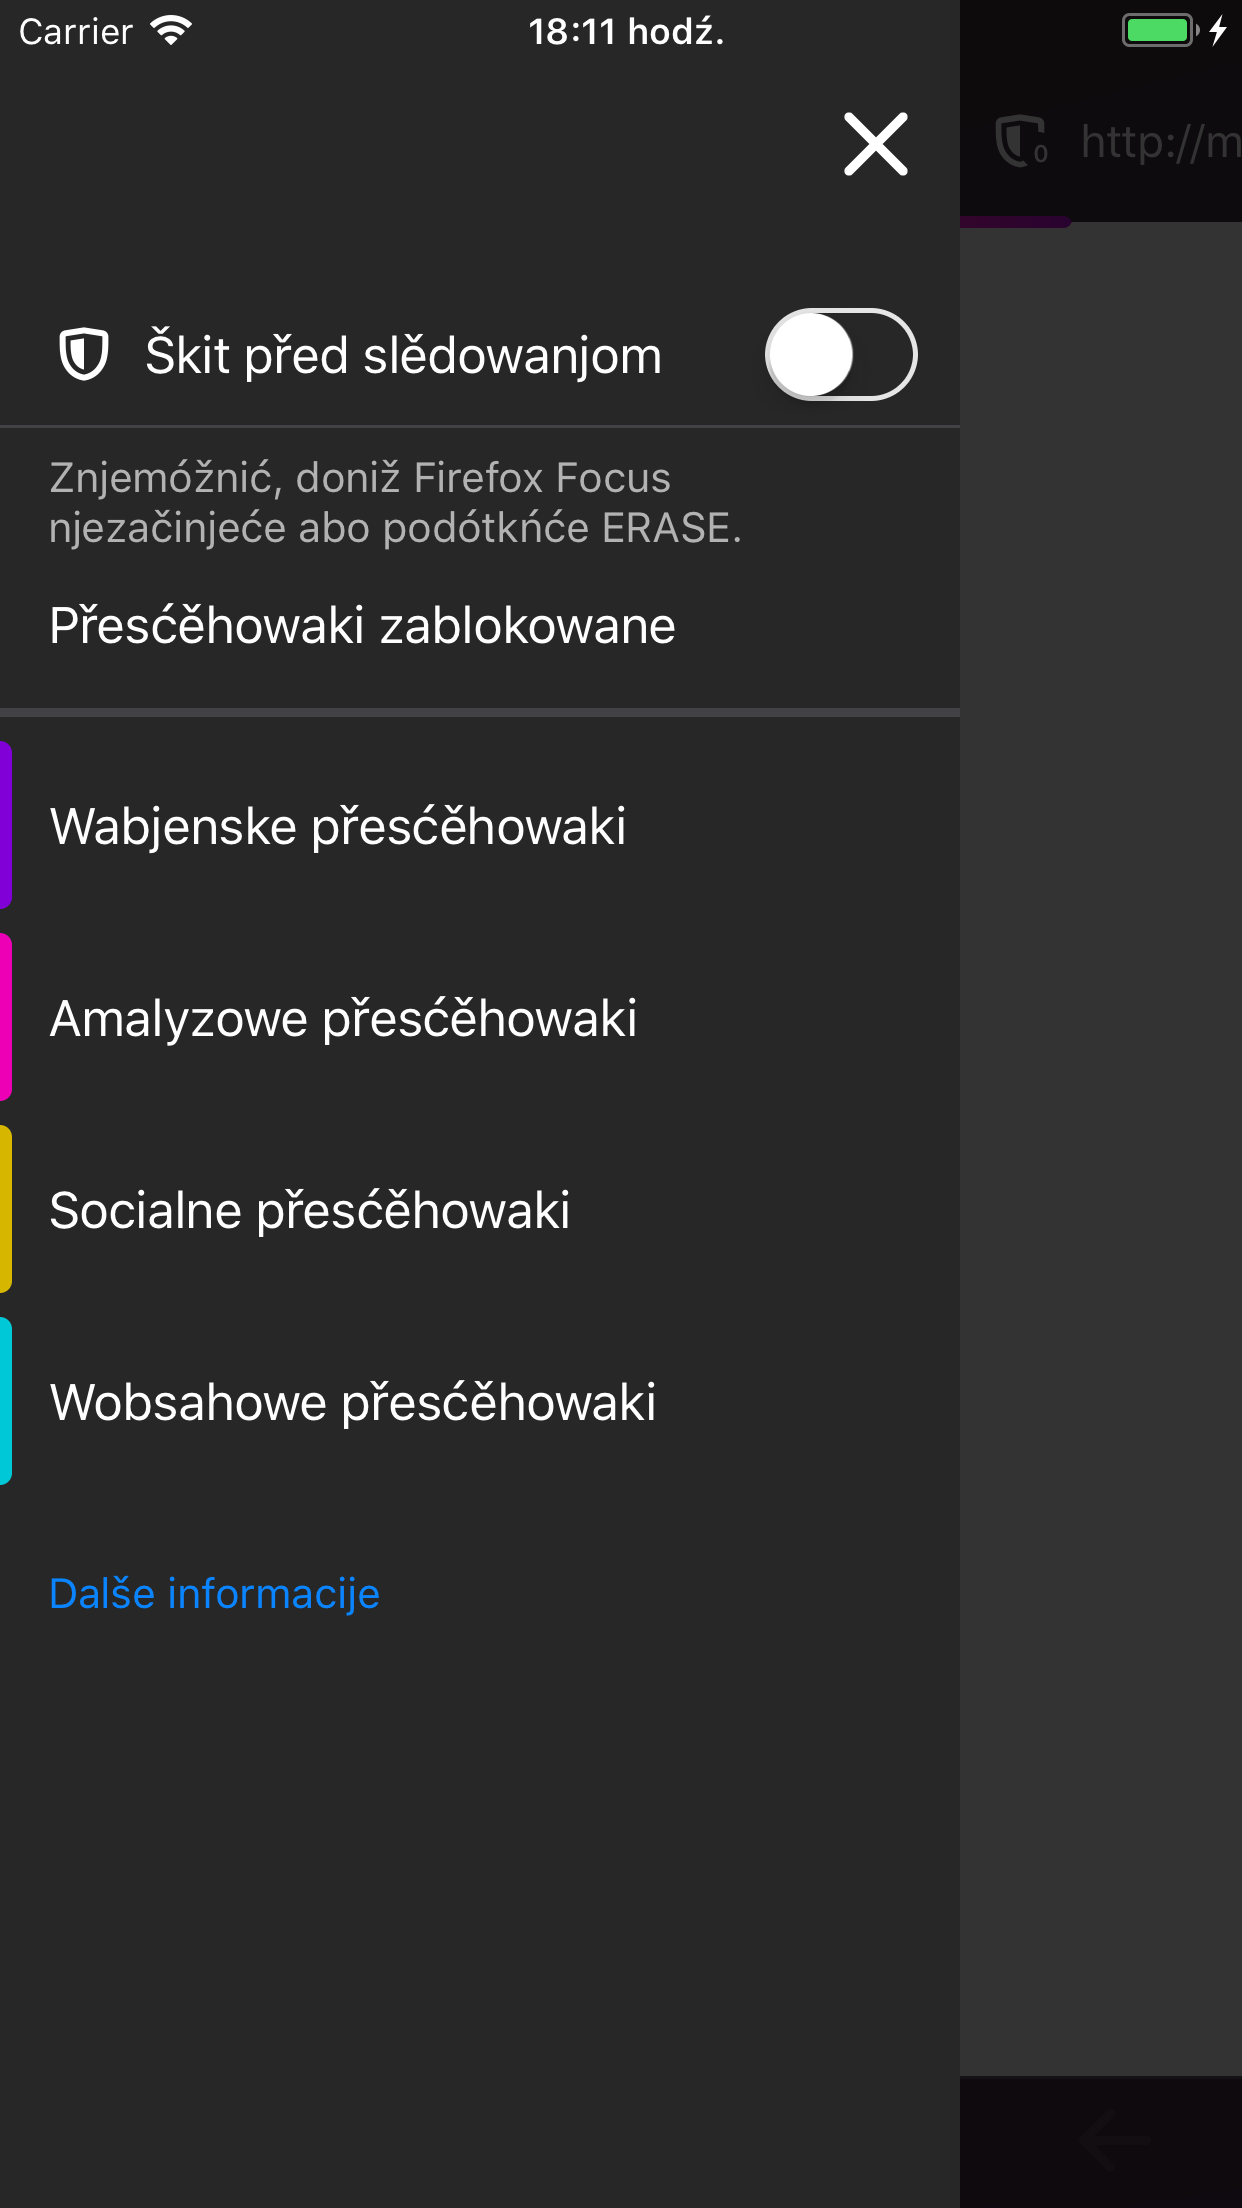 Carrier
18:11 hodź.
0
http://m
Škit před slědowanjom
Znjemóžnić, doniž Firefox Focus
njezačinjeće abo podótkńće ERASE.
Přesćěhowaki zablokowane
Wabjenske přesćěhowaki
Amalyzowe přesćěhowaki
Socialne přesćěhowaki
Wobsahowe přesćěhowaki
Dalše informacije